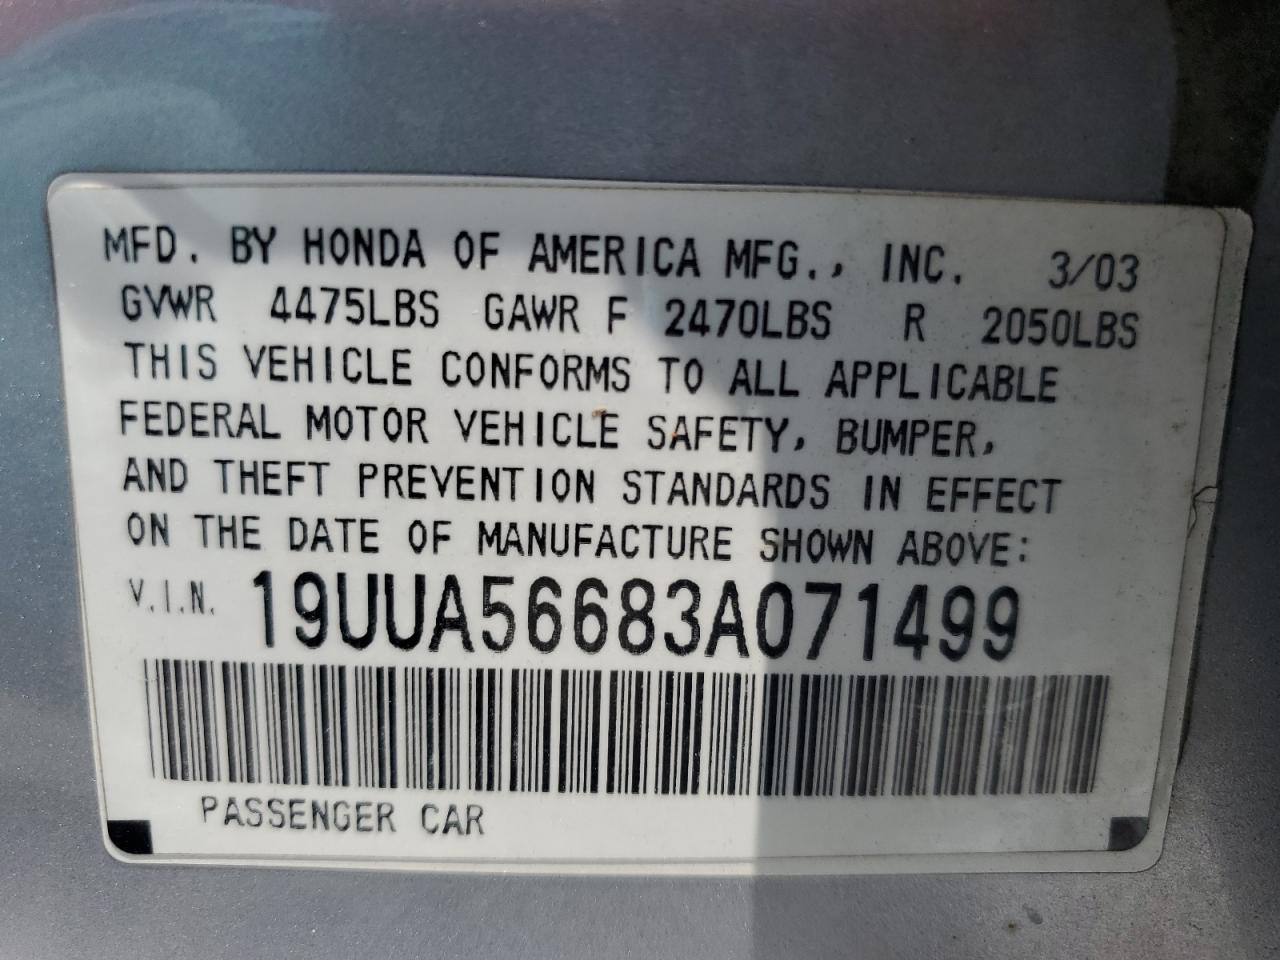 MFD. BY HONDA OF AMERICA MFG., INC. 3/03
GVWR 4475LBS GAWR F 2470LBS R 2050LBS
THIS VEHICLE CONFORMS TO ALL APPLICABLE
FEDERAL MOTOR VEHICLE SAFETY, BUMPER,
AND THEFT PREVENTION STANDARDS IN EFFECT
ON THE DATE OF MANUFACTURE SHOWN ABOVE:
V.I.N. 19UUA56683A071499
PASSENGER CAR